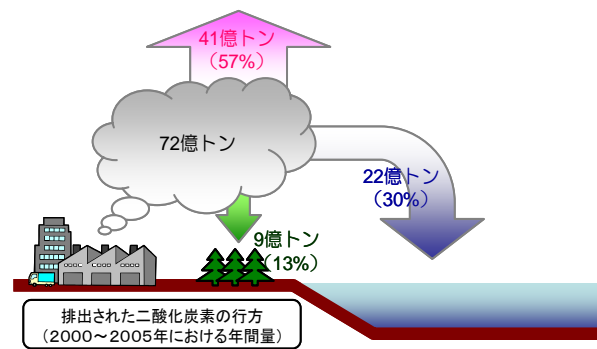 41億トン
（57%）
72億トン
22億トン
（30%）
9億トン
（13%）
排出された二酸化炭素の行方
（2000～2005年における年間量）